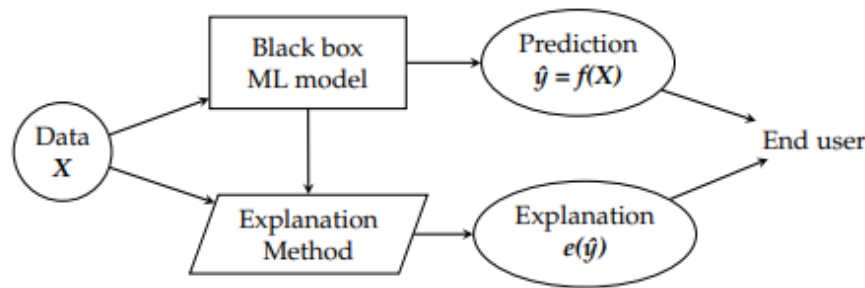 Data
X
Black box
ML model
Prediction
ŷ = f(X)
Explanation
Method
Explanation
e(ŷ)
End user